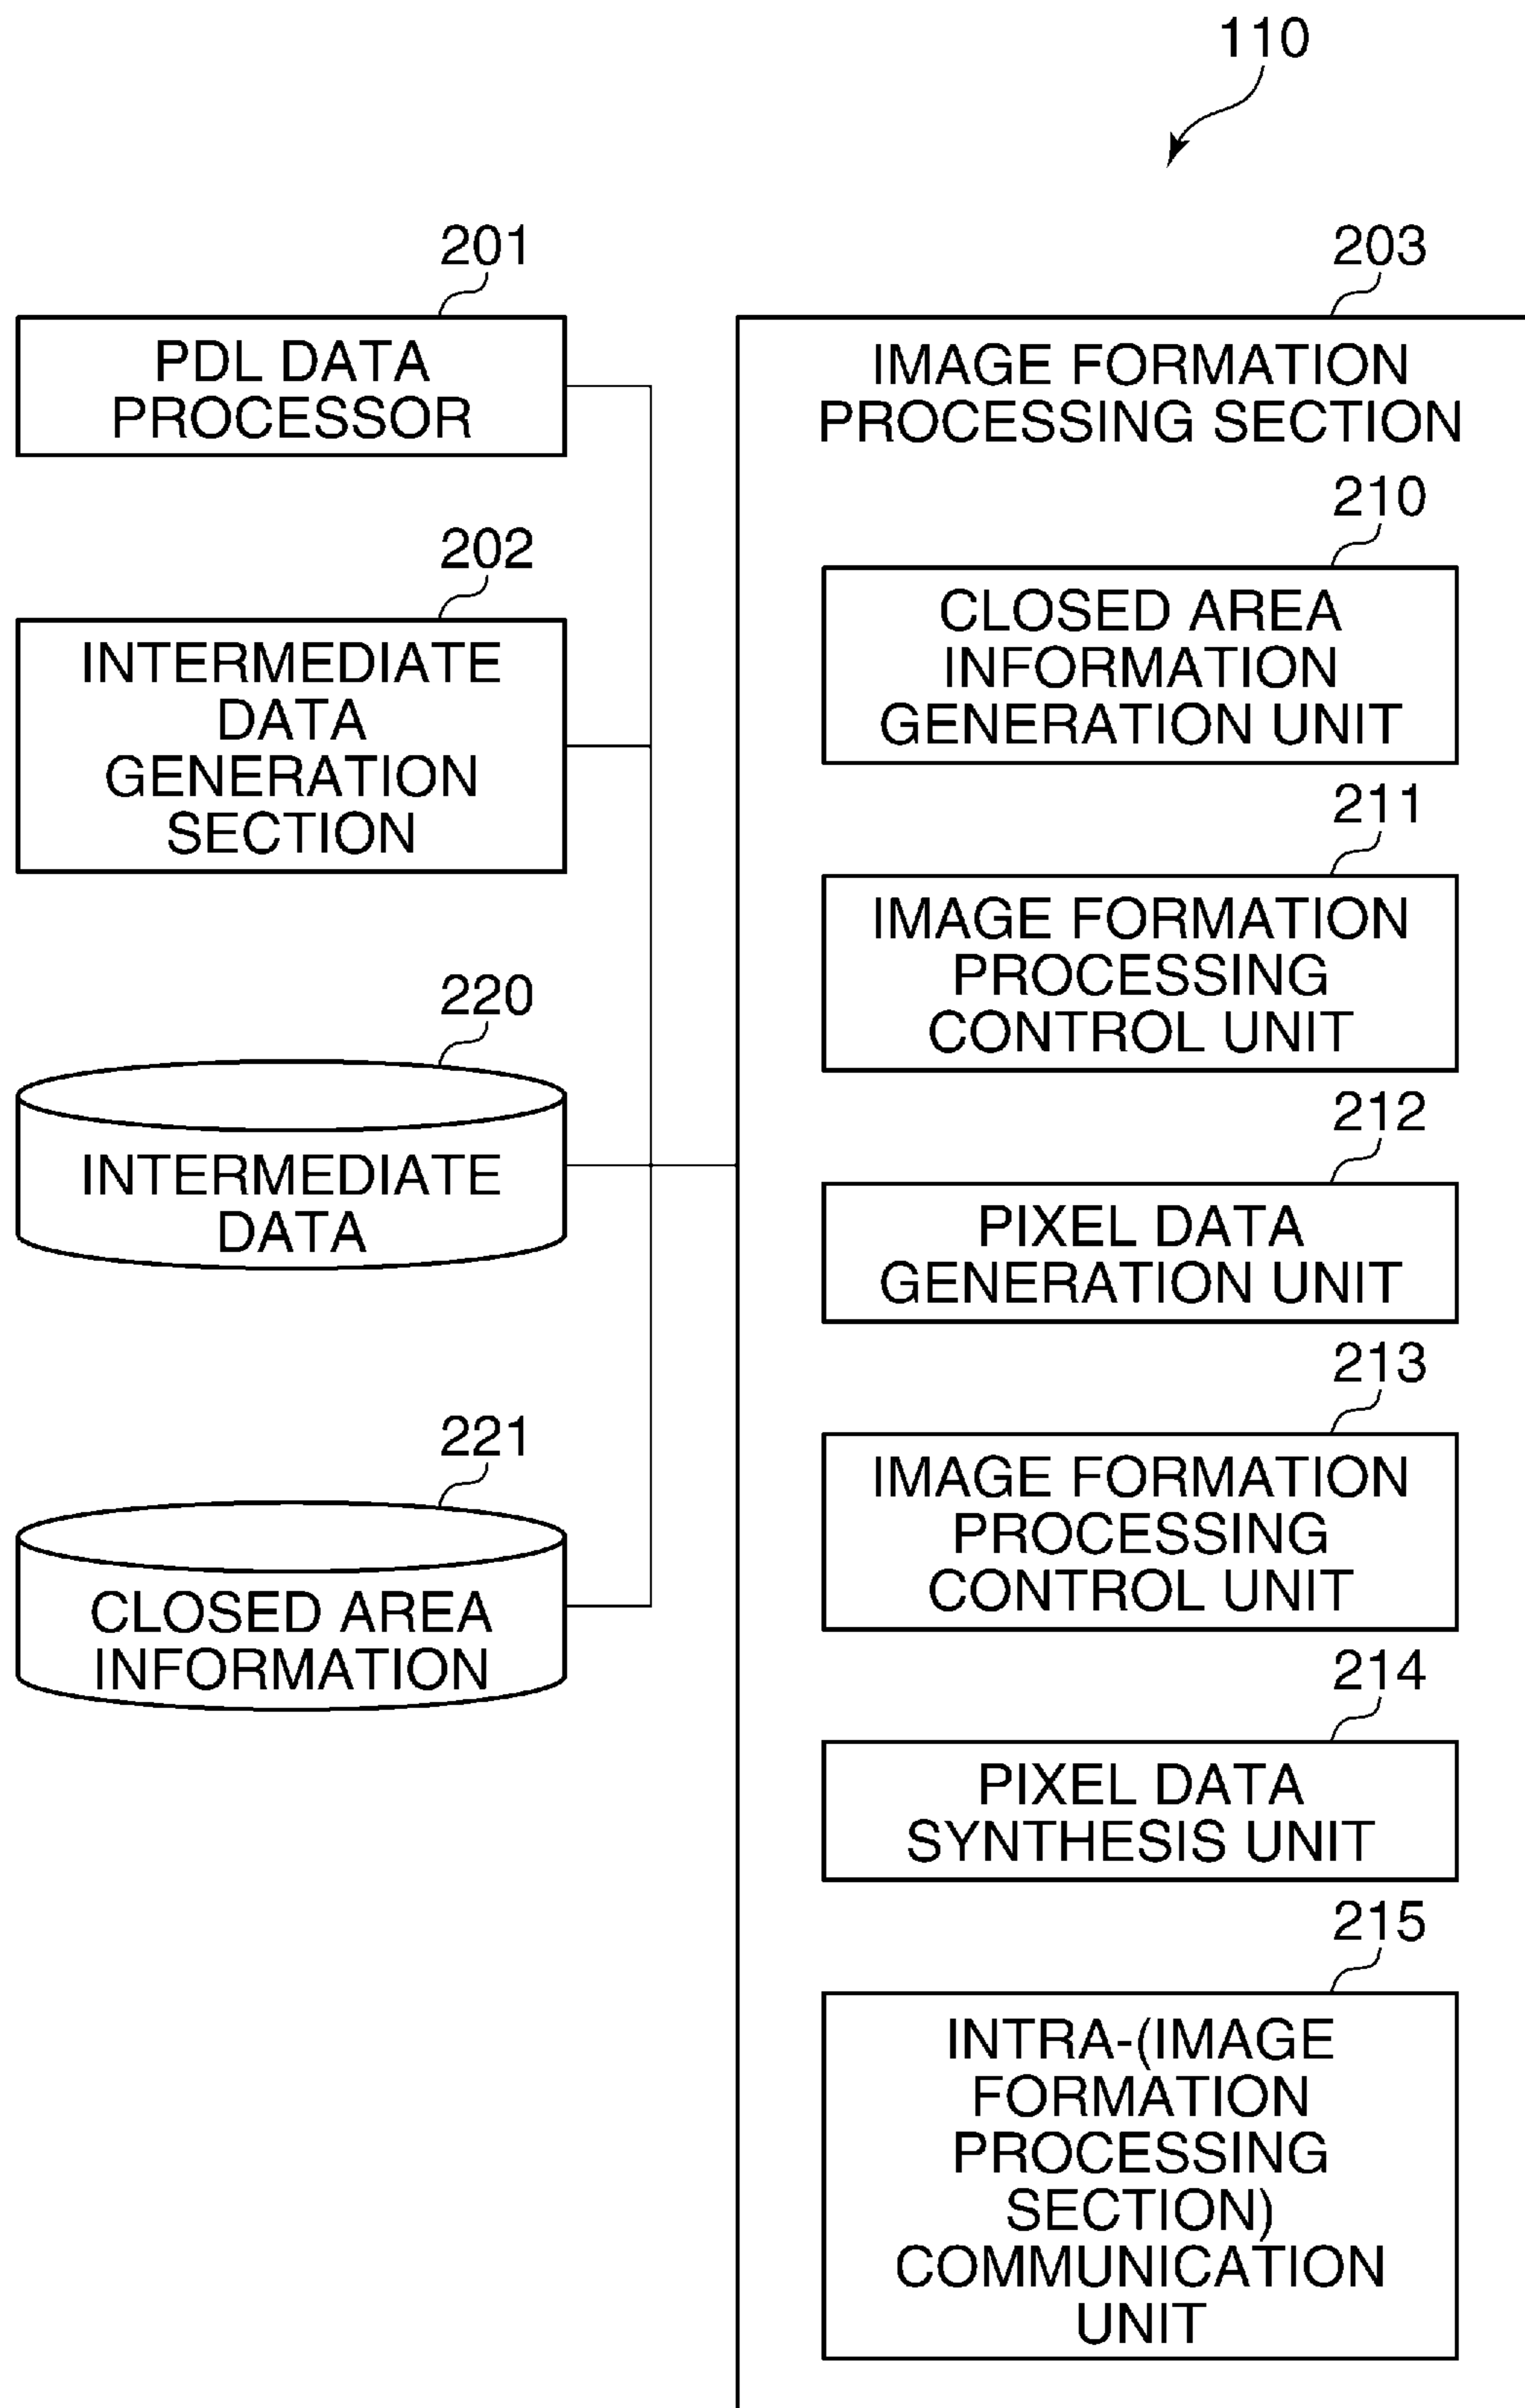 110
201
PDL DATA
PROCESSOR
202
INTERMEDIATE
DATA
GENERATION
SECTION
220
INTERMEDIATE
DATA
221
CLOSED AREA
INFORMATION
203
IMAGE FORMATION
PROCESSING SECTION
210
CLOSED AREA
INFORMATION
GENERATION UNIT
211
IMAGE FORMATION
PROCESSING
CONTROL UNIT
212
PIXEL DATA
GENERATION UNIT
213
IMAGE FORMATION
PROCESSING
CONTROL UNIT
214
PIXEL DATA
SYNTHESIS UNIT
215
INTRA-(IMAGE
FORMATION
PROCESSING
SECTION)
COMMUNICATION
UNIT